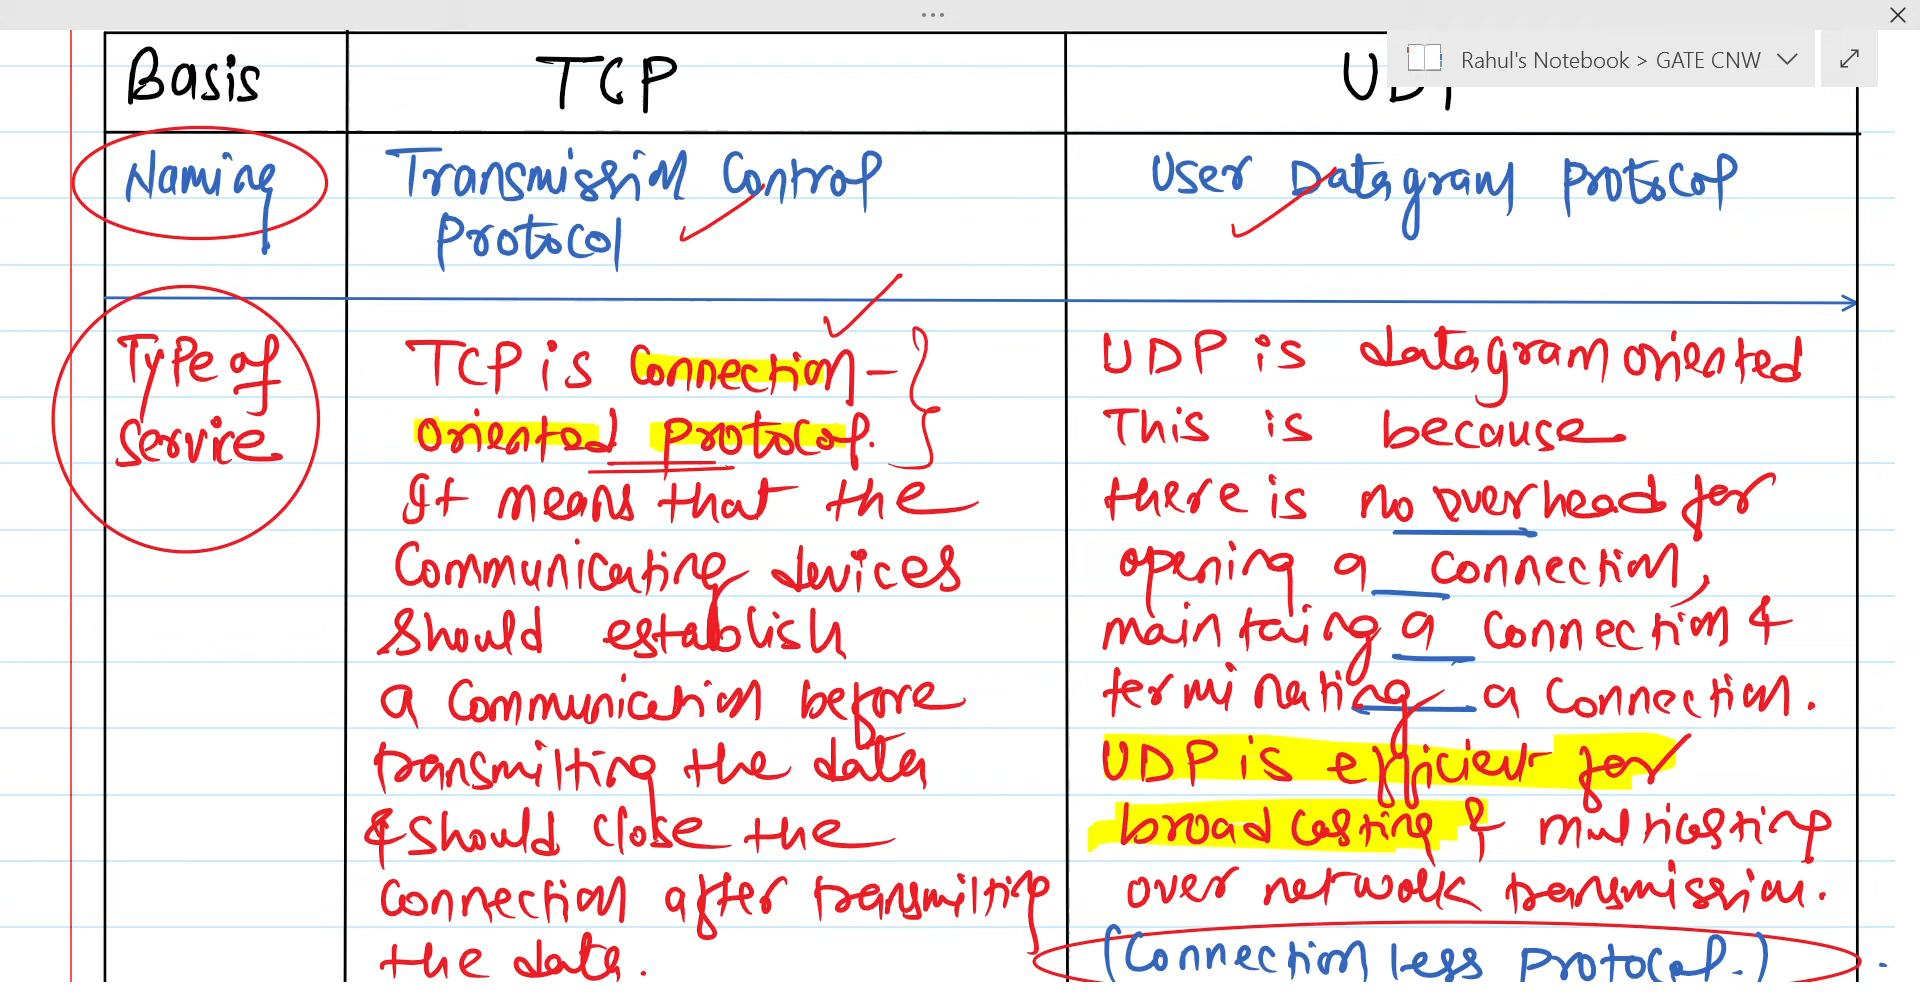 Rahul's Notebook > GATE CNW
Basis TCP UDP
Naming Transmission Control User Datagram Protocol
Protocol
Type of TCP is Connection- UDP is datagram oriented
Service oriented protocol. This is because
It means that the there is no overhead for
Communicating devices opening a connection,
Should establish maintaing a connection &
a communication before terminating a connection.
transmitting the data UDP is efficient for
& should close the broadcasting & multicasting
connection after transmitting over network transmission.
the data. (Connection less protocol.)